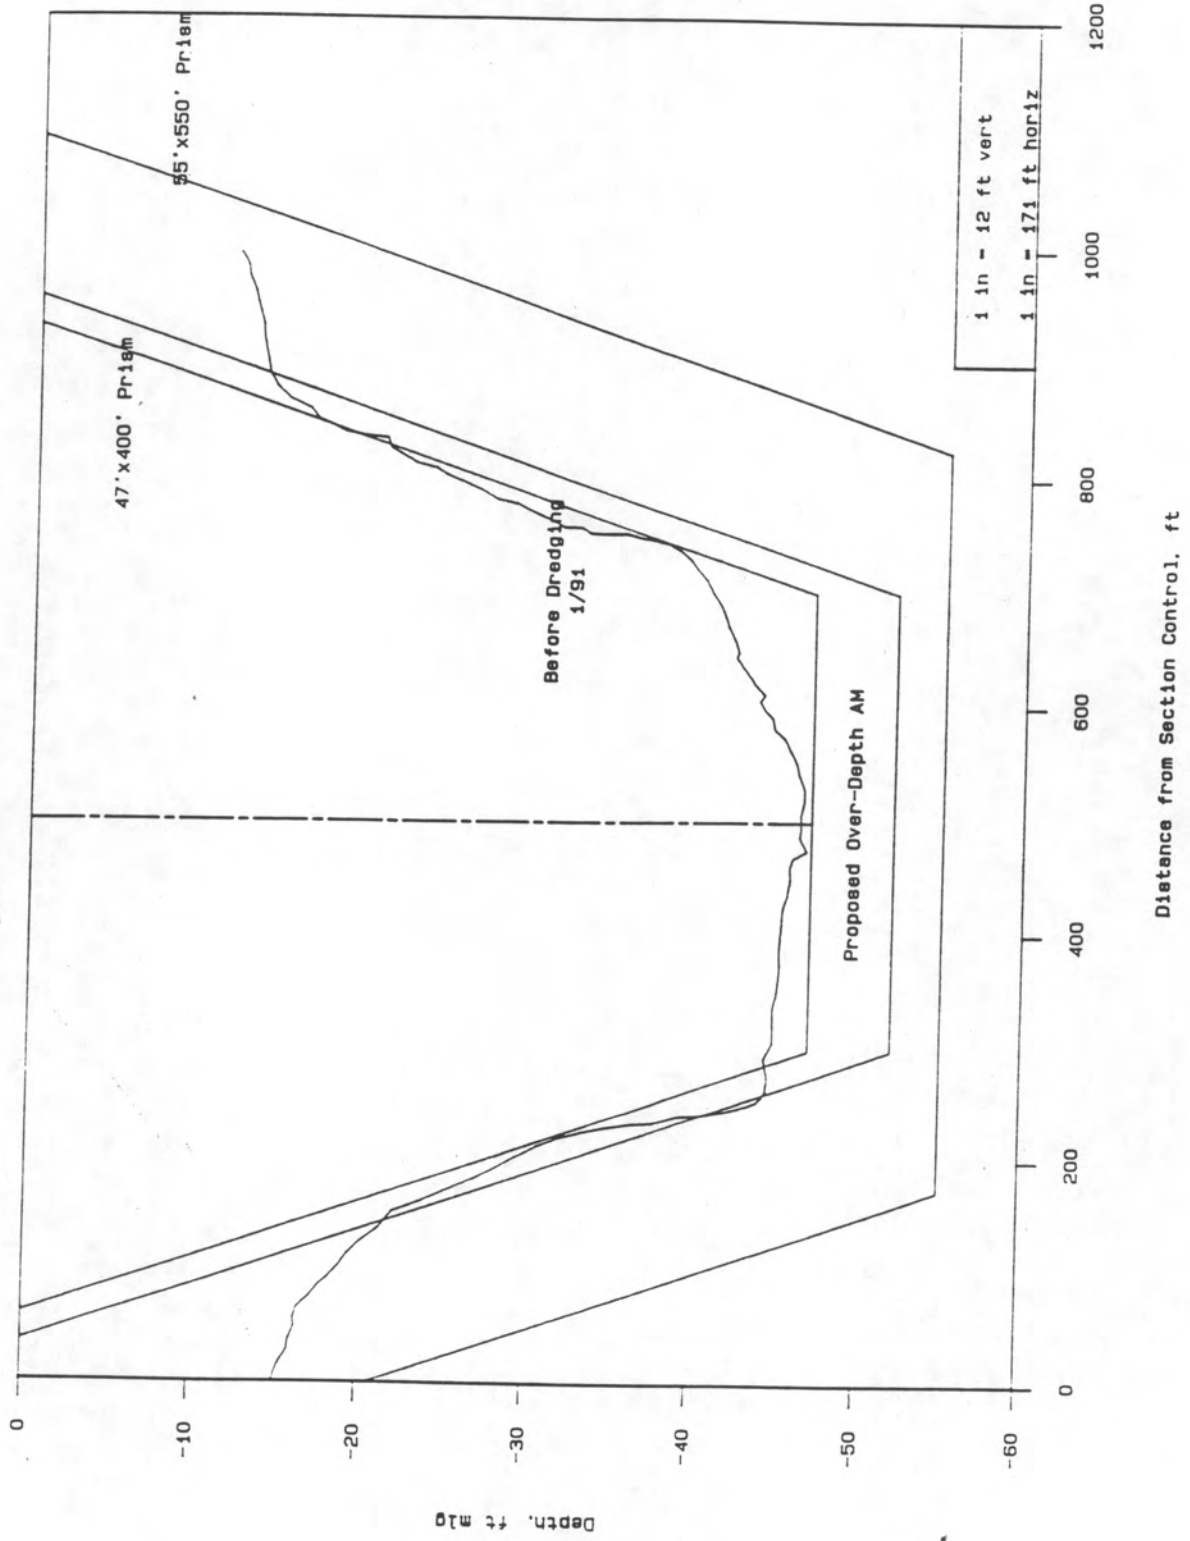 55'x550' Prism
47'x400' Prism
Before Dredging
1/91
Proposed Over-Depth AM
1 in - 12 ft vert
1 in - 171 ft horiz
0
-10
-20
-30
-40
-50
-60
Depth, ft mlg
0
200
400
600
800
1000
1200
Distance from Section Control, ft